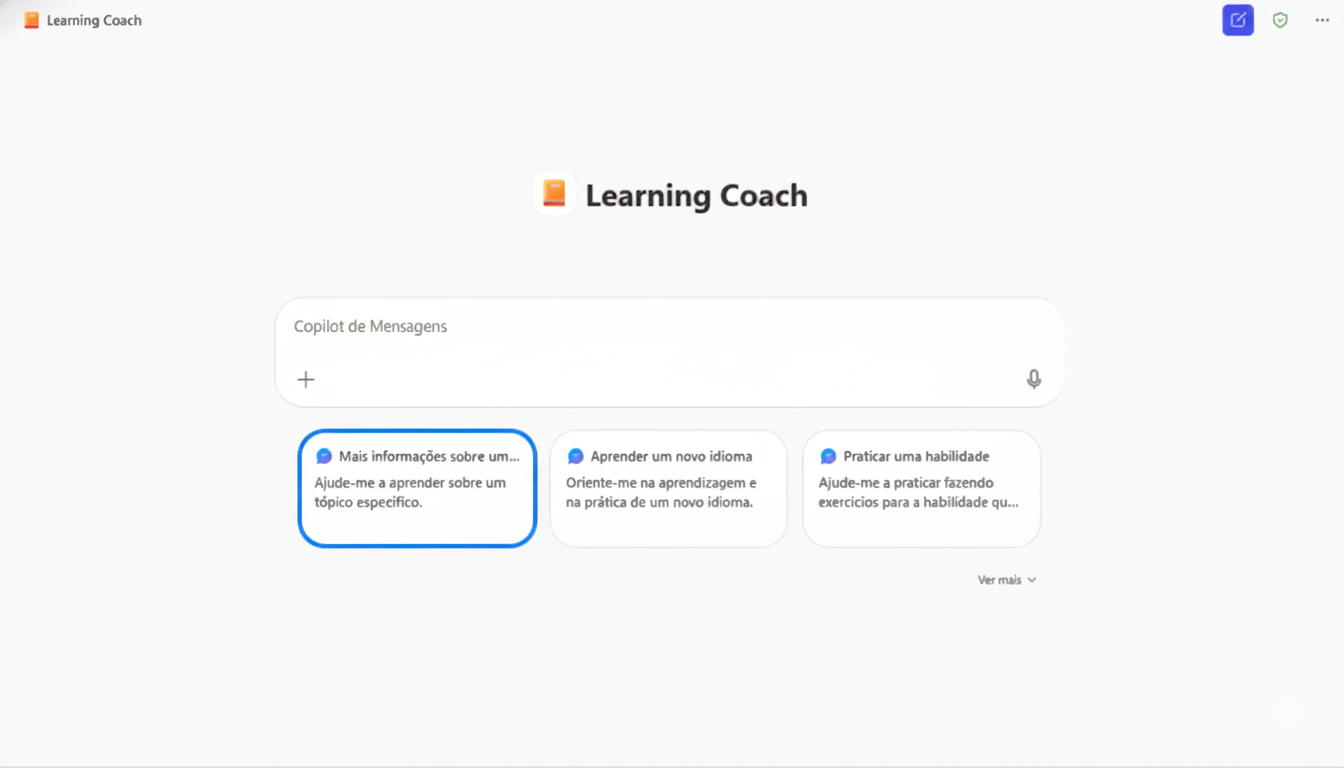 Learning Coach
Learning Coach
Copilot de Mensagens
Mais informações sobre um...
Ajude-me a aprender sobre um
tópico específico.
Aprender um novo idioma
Oriente-me na aprendizagem e
na prática de um novo idioma.
Praticar uma habilidade
Ajude-me a praticar fazendo
exercícios para a habilidade qu...
Ver mais